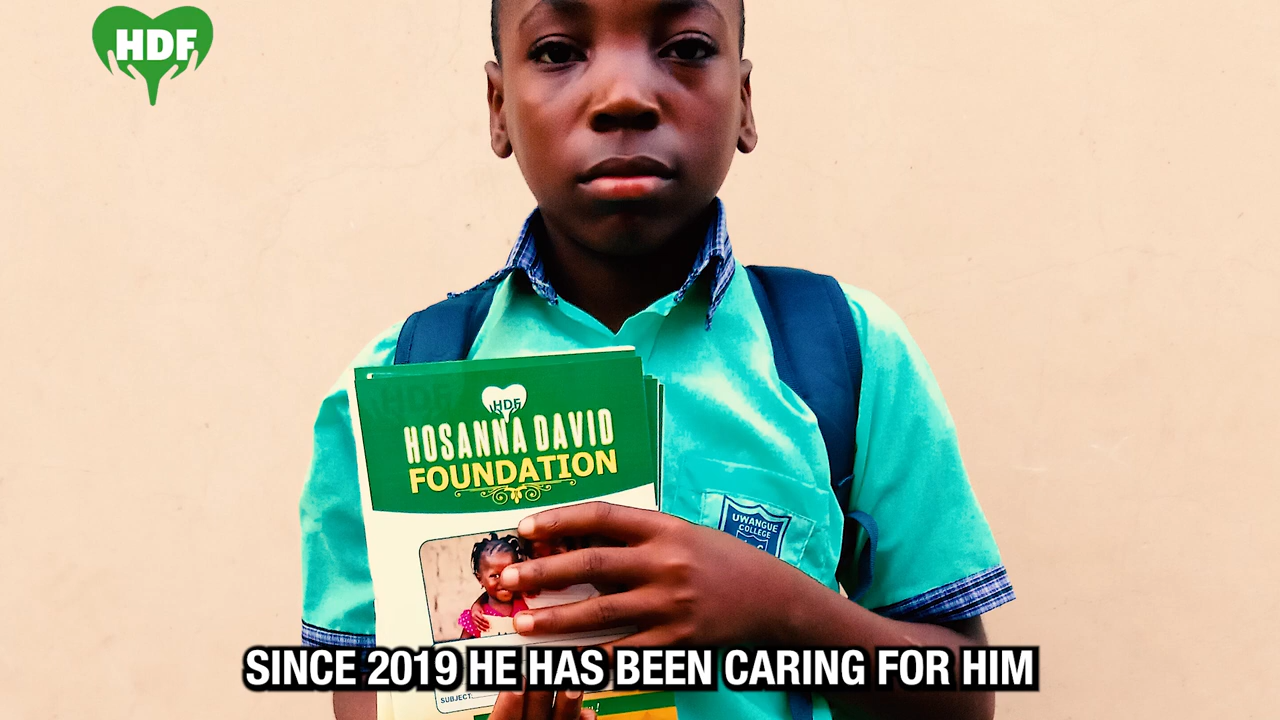 HDF
HDF
HOSANNA DAVID
FOUNDATION
UWANGUE
COLLEGE
SINCE 2019 HE HAS BEEN CARING FOR HIM
SUBJECT: